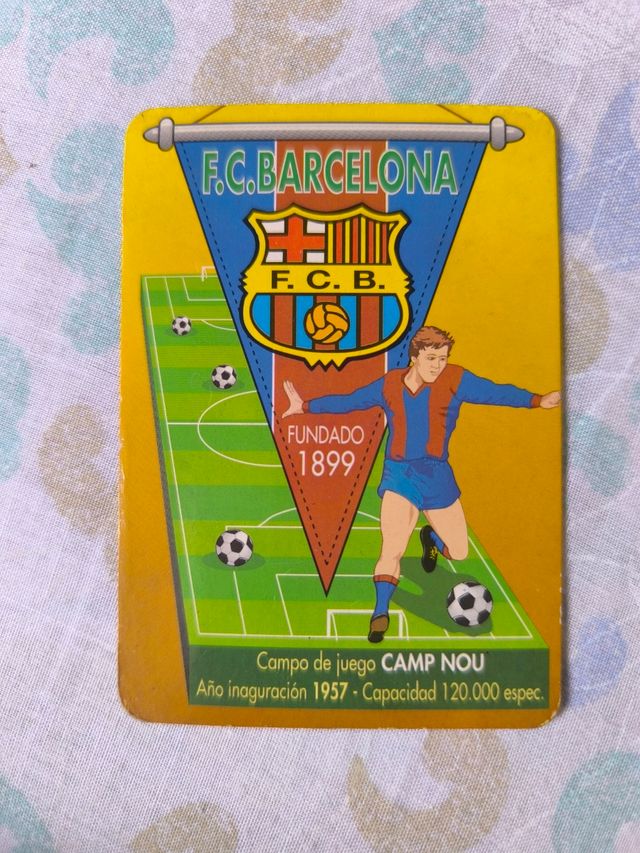 F.C.BARCELONA
F. C. B.
FUNDADO
1899
Campo de juego CAMP NOU
Año inaguración 1957 - Capacidad 120.000 espec.